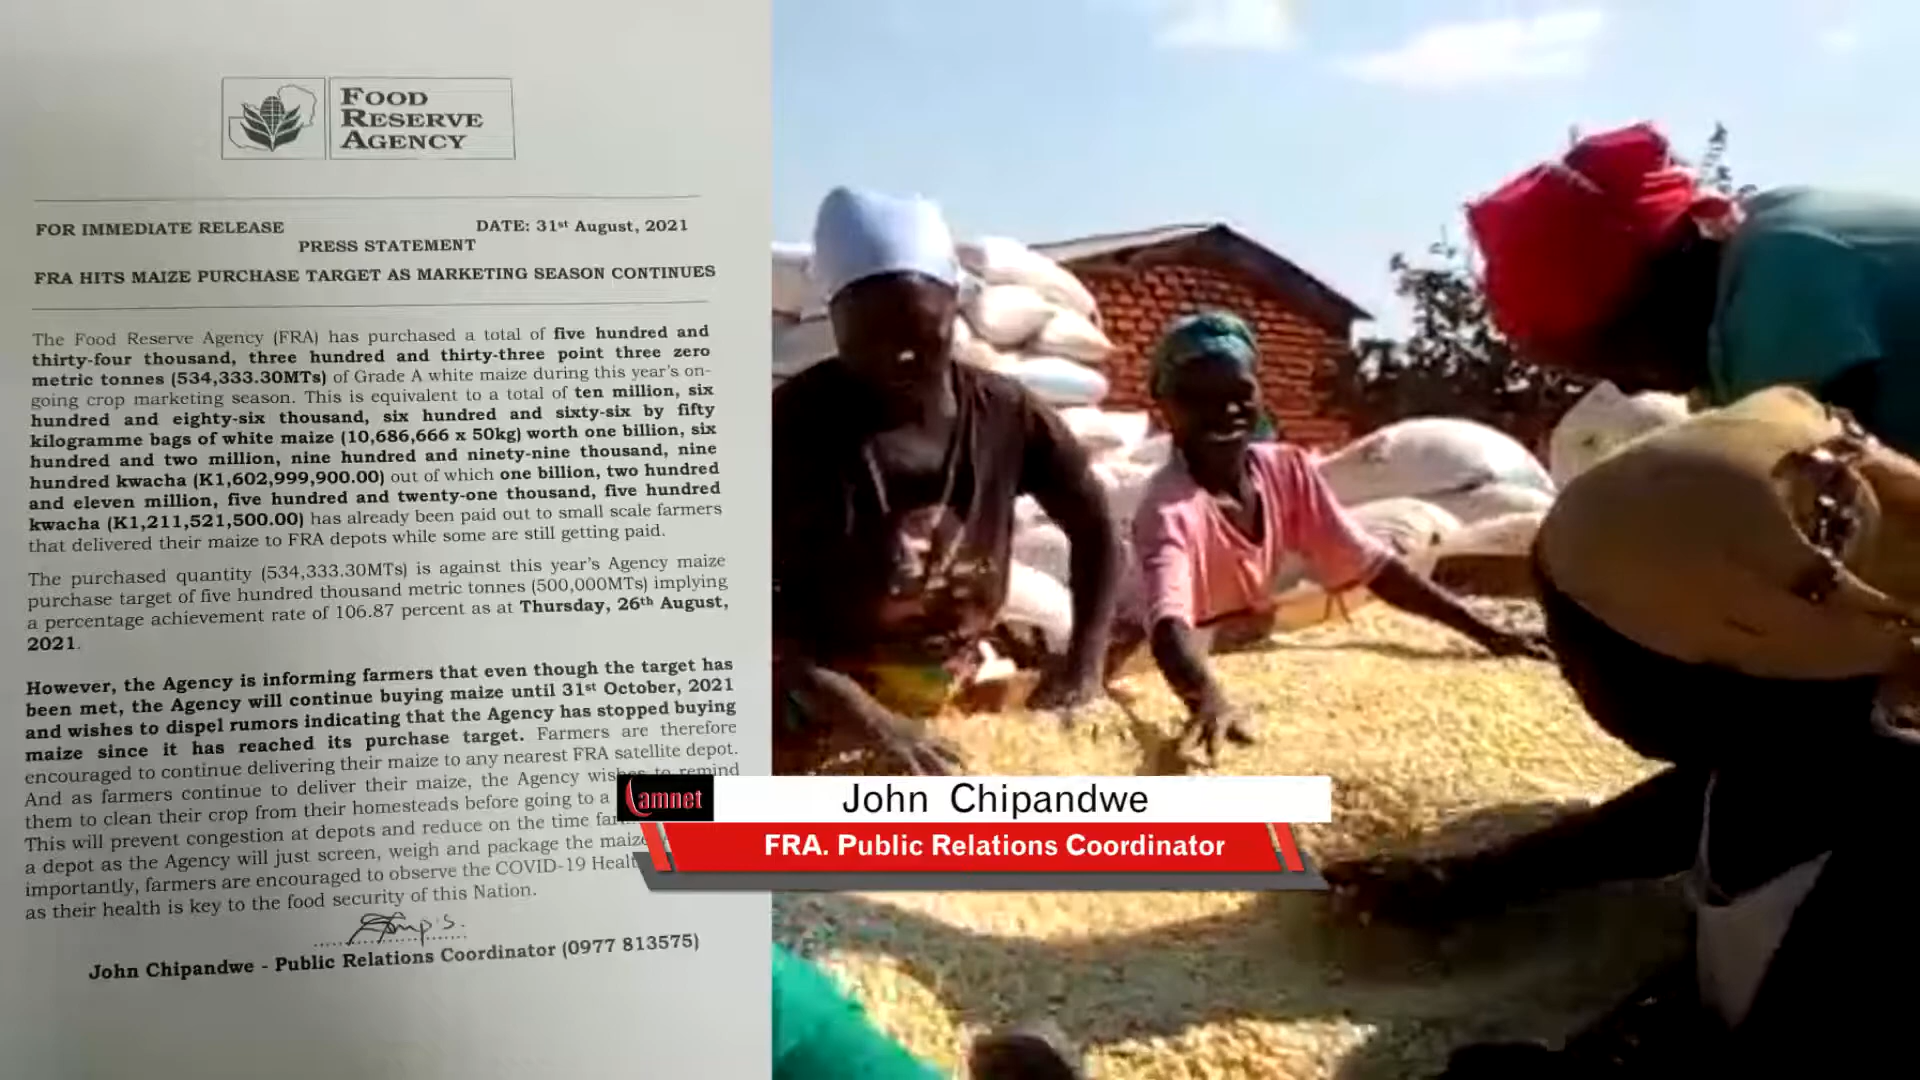 FOOD
RESERVE
AGENCY
FOR IMMEDIATE RELEASE DATE: 31st August, 2021
PRESS STATEMENT
FRA HITS MAIZE PURCHASE TARGET AS MARKETING SEASON CONTINUES
The Food Reserve Agency (FRA) has purchased a total of five hundred and
thirty-four thousand, three hundred and thirty-three point three zero
metric tonnes (534,333.30MTs) of Grade A white maize during this year's on-
going crop marketing season. This is equivalent to a total of ten million, six
hundred and eighty-six thousand, six hundred and sixty-six by fifty
kilogramme bags of white maize (10,686,666 x 50kg) worth one billion, six
hundred and two million, nine hundred and ninety-nine thousand, nine
hundred kwacha (K1,602,999,900.00) out of which one billion, two hundred
and eleven million, five hundred and twenty-one thousand, five hundred
kwacha (K1,211,521,500.00) has already been paid out to small scale farmers
that delivered their maize to FRA depots while some are still getting paid.
The purchased quantity (534,333.30MTs) is against this year's Agency maize
purchase target of five hundred thousand metric tonnes (500,000MTs) implying
a percentage achievement rate of 106.87 percent as at Thursday, 26th August,
2021.
However, the Agency is informing farmers that even though the target has
been met, the Agency will continue buying maize until 31st October, 2021
and wishes to dispel rumors indicating that the Agency has stopped buying
maize since it has reached its purchase target. Farmers are therefore
encouraged to continue delivering their maize to any nearest FRA satellite depot.
And as farmers continue to deliver their maize, the Agency wishes to remind
them to clean their crop from their homesteads before going to a
This will prevent congestion at depots and reduce on the time
a depot as the Agency will just screen, weigh and package the maize
importantly, farmers are encouraged to observe the COVID-19
as their health is key to the food security of this Nation.
John Chipandwe - Public Relations Coordinator (0977 813575)
Camnet
John Chipandwe
FRA. Public Relations Coordinator